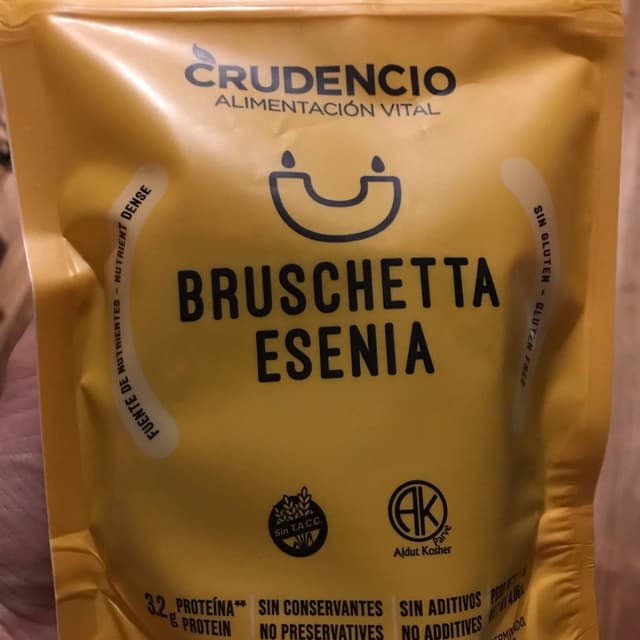 CRUDENCIO
ALIMENTACIÓN VITAL
FUENTE DE NUTRIENTES - NUTRIENT DENSE
SIN GLUTEN - GLUTEN FREE
BRUSCHETTA
ESENIA
Sin T.A.C.C.
AK
Parve
Ajdut Kosher
3.2 g PROTEÍNA**
PROTEIN
SIN CONSERVANTES
NO PRESERVATIVES
SIN ADITIVOS
NO ADDITIVES